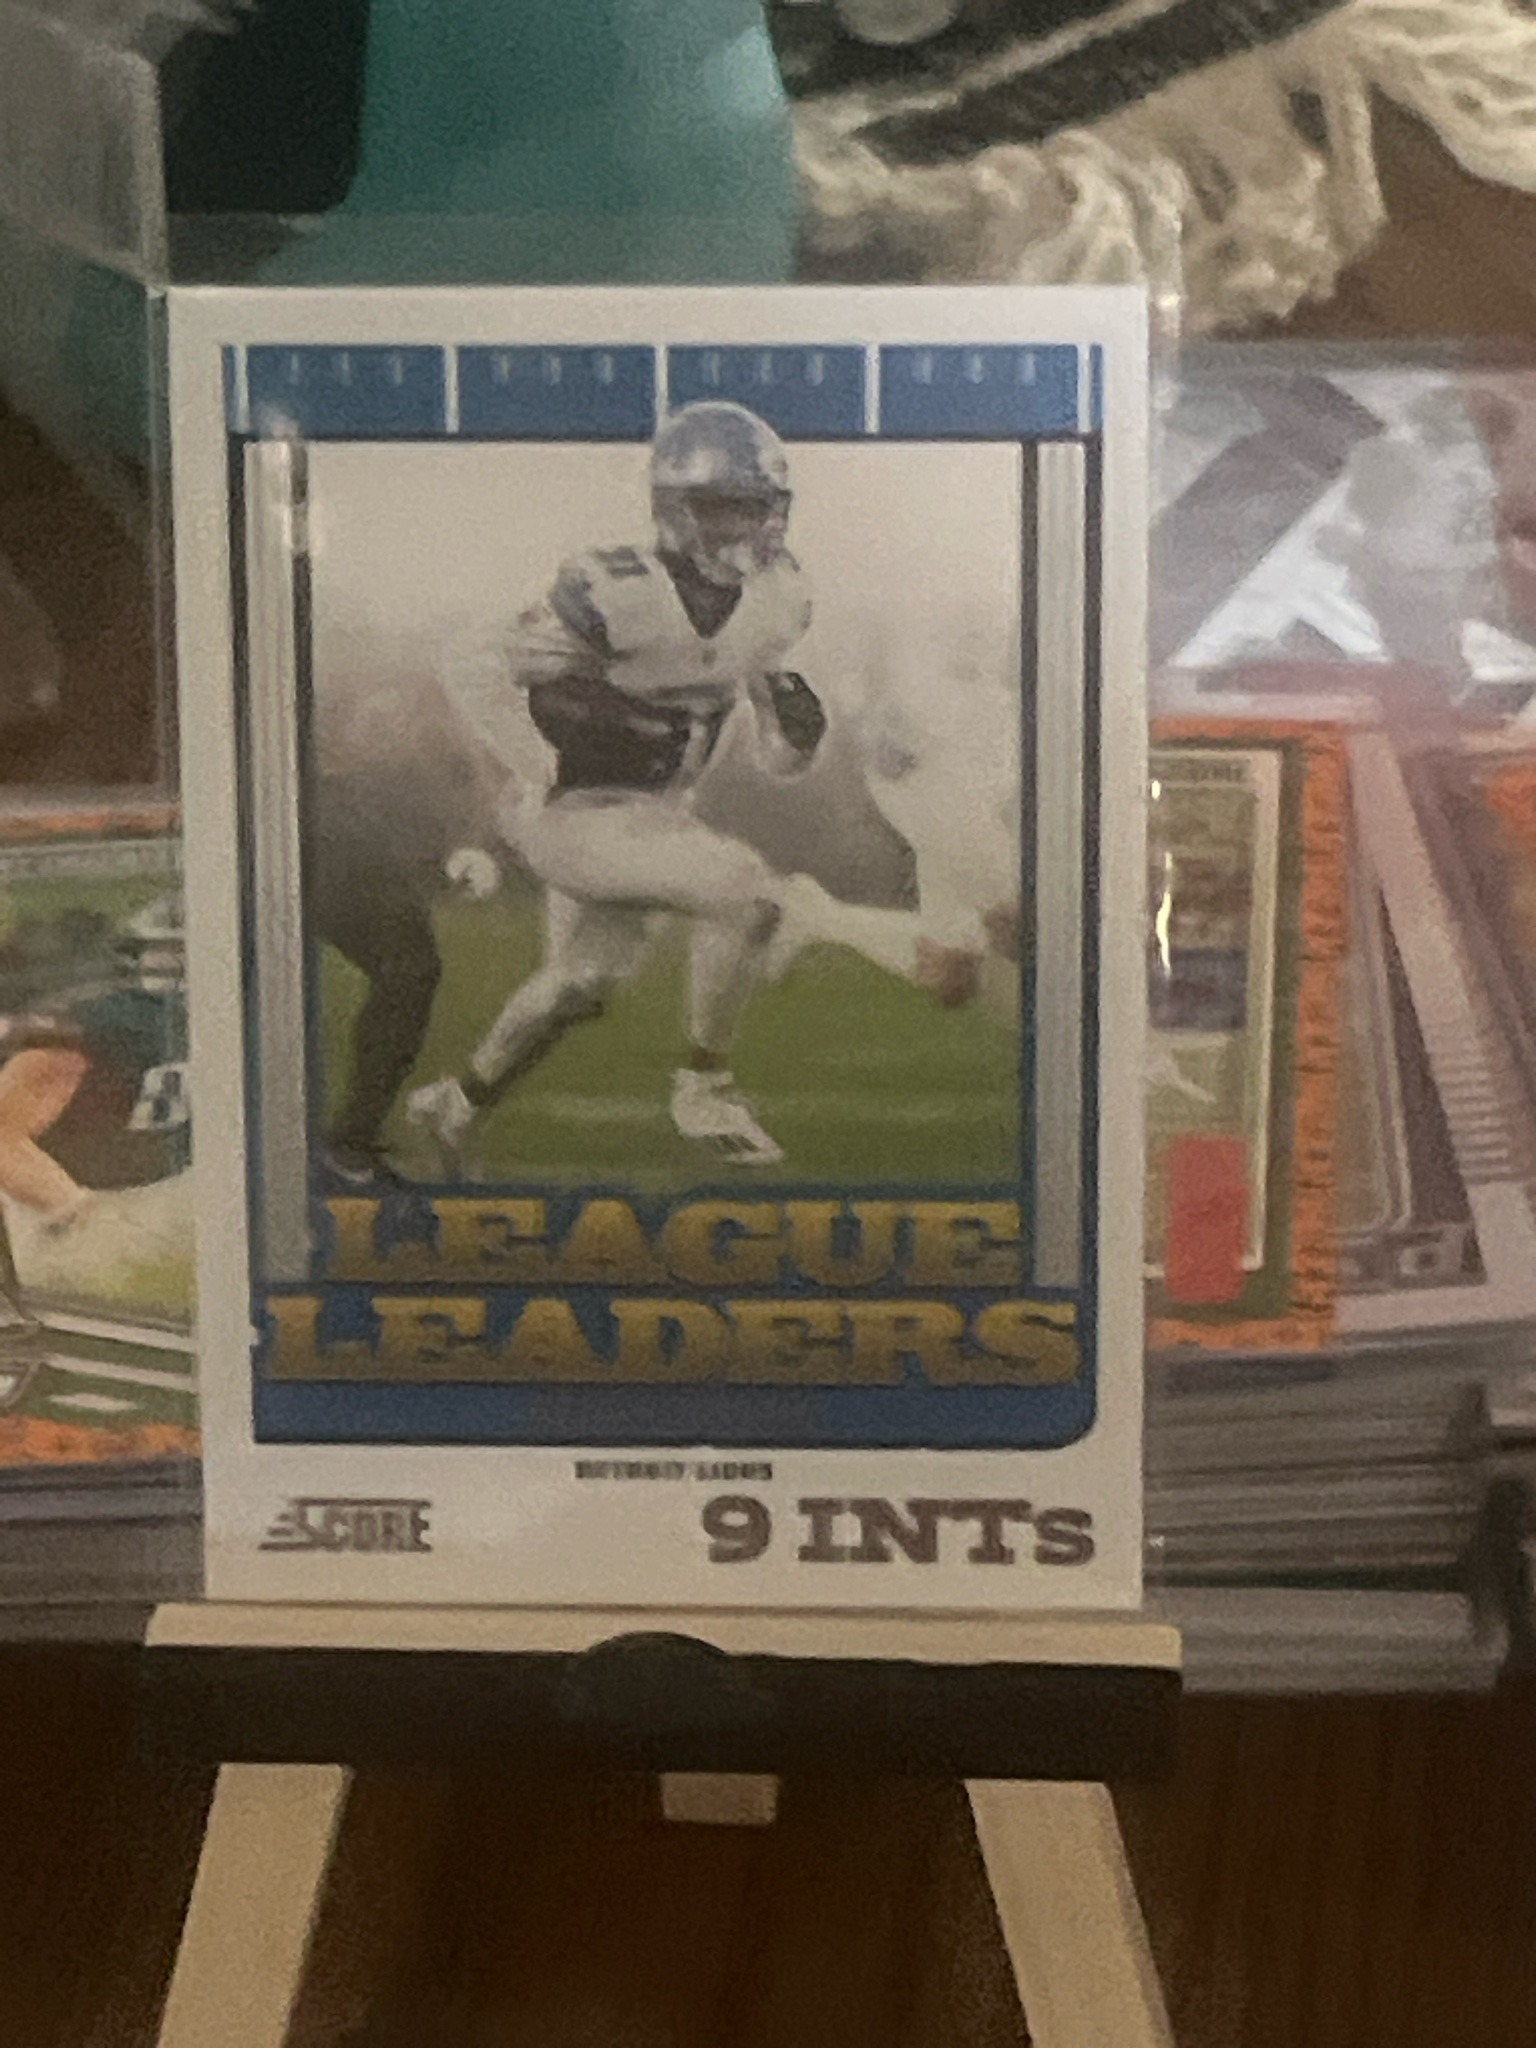 LEAGUE
LEADERS
DETROIT LIONS
SCORE
9 INTs